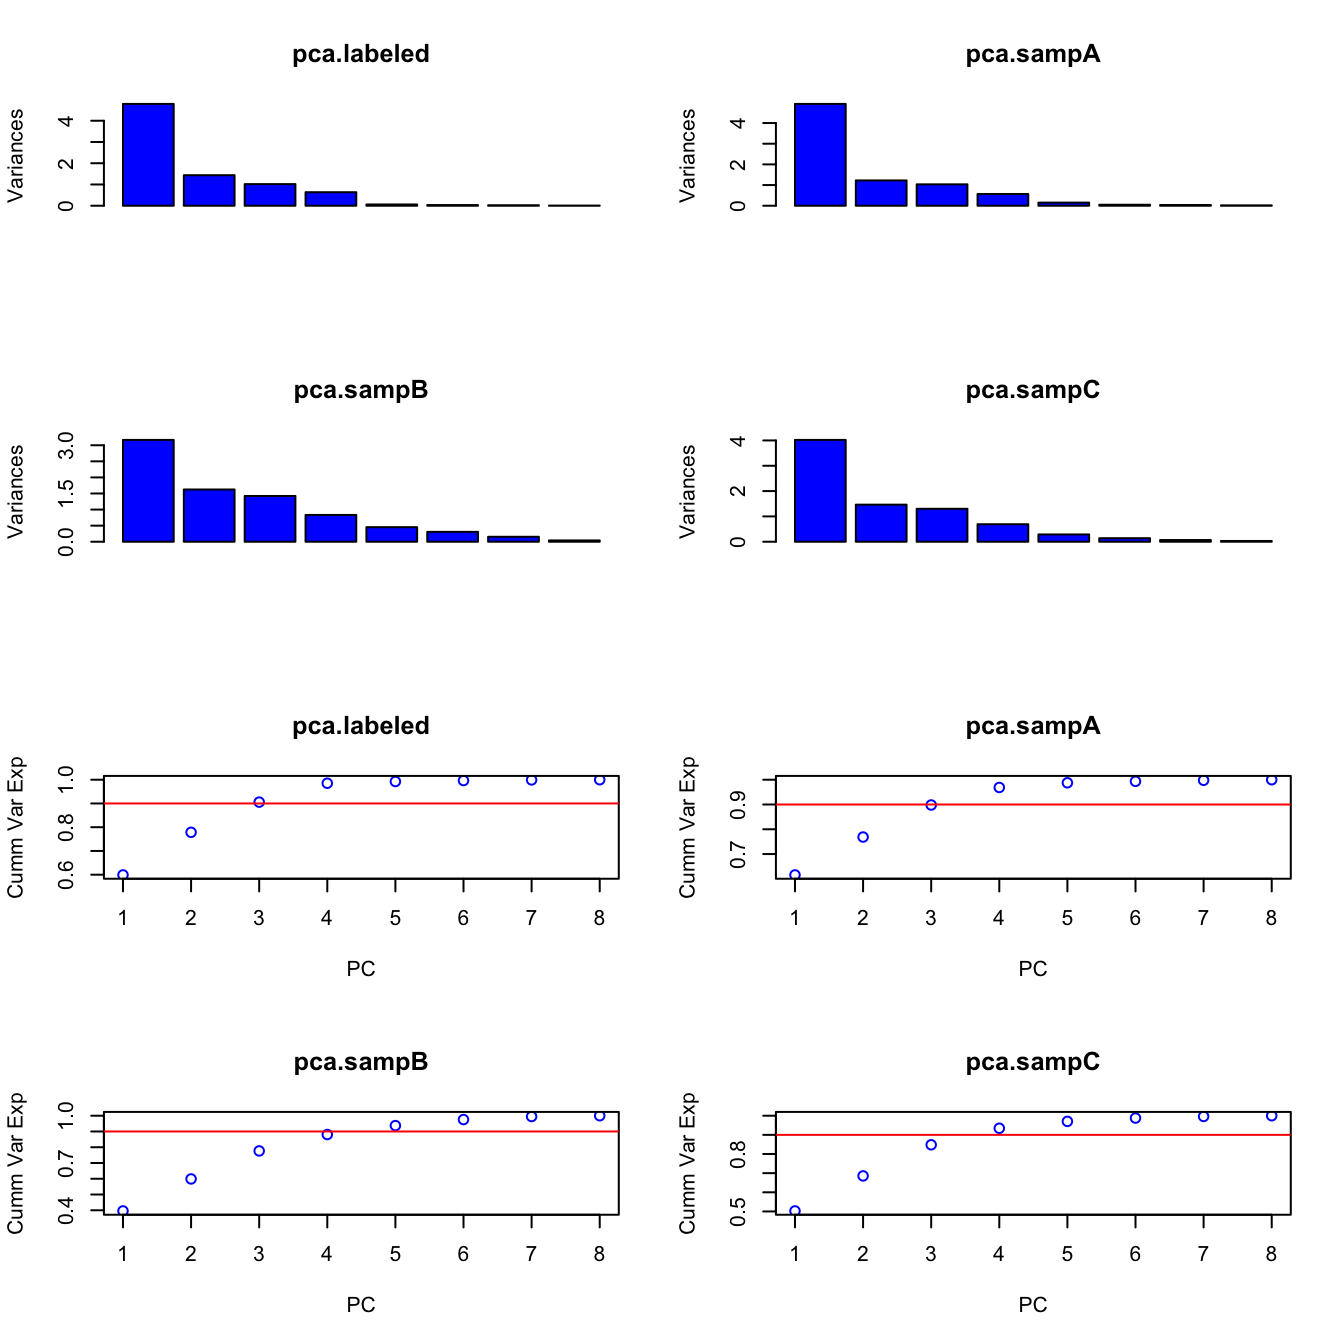 pca.labeled
Variances
4
2
0
pca.sampA
Variances
4
2
0
pca.sampB
Variances
3.0
1.5
0.0
pca.sampC
Variances
4
2
0
pca.labeled
Cumm Var Exp
1.0
0.8
0.6
1 2 3 4 5 6 7 8
PC
pca.sampA
Cumm Var Exp
0.9
0.7
1 2 3 4 5 6 7 8
PC
pca.sampB
Cumm Var Exp
1.0
0.7
0.4
1 2 3 4 5 6 7 8
PC
pca.sampC
Cumm Var Exp
0.8
0.5
1 2 3 4 5 6 7 8
PC